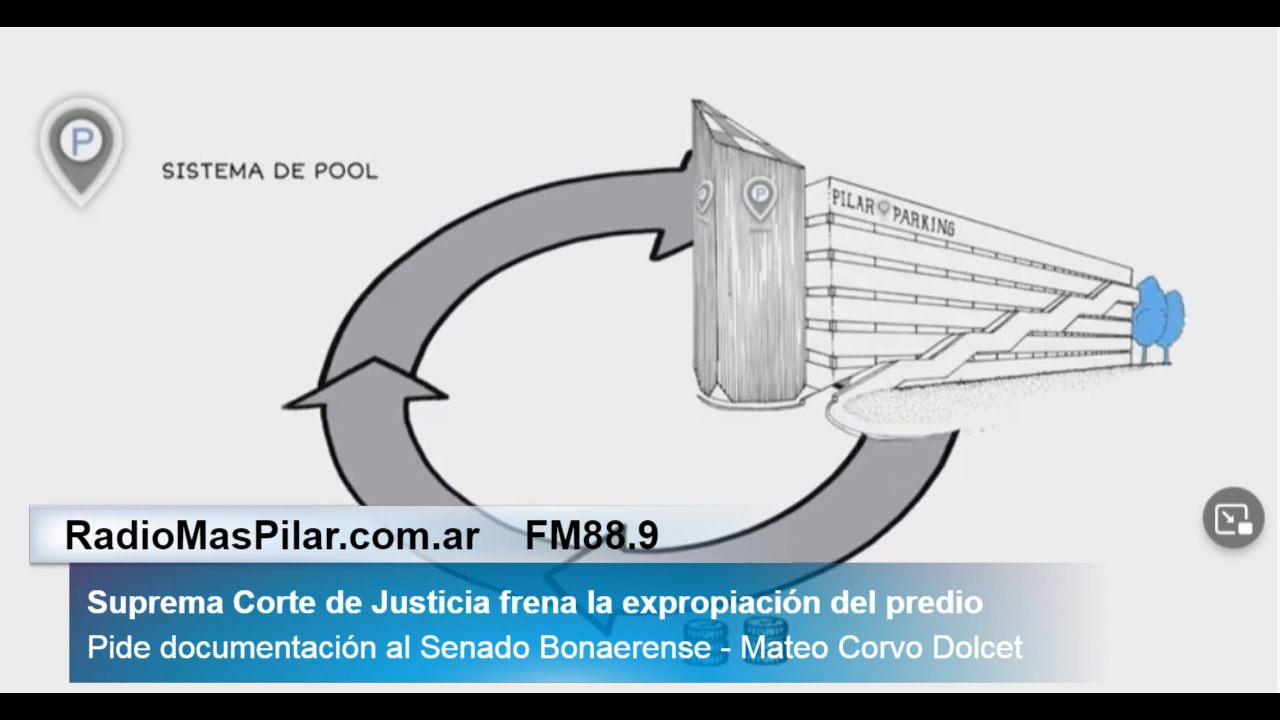 P
SISTEMA DE POOL
P
PILAR PARKING
RadioMasPilar.com.ar FM88.9
Suprema Corte de Justicia frena la expropiación del predio
Pide documentación al Senado Bonaerense - Mateo Corvo Dolcet